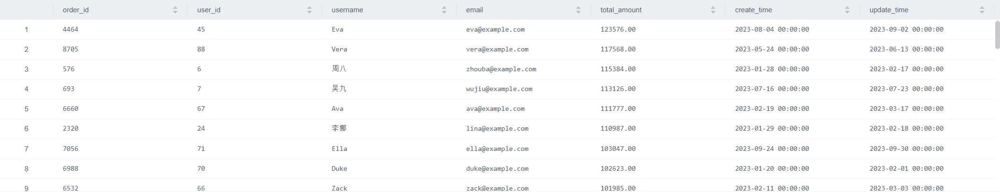 order_id user_id username email total_amount create_time update_time
1 4464 45 Eva eva@example.com 123576.00 2023-08-04 00:00:00 2023-09-02 00:00:00
2 8705 88 Vera vera@example.com 117568.00 2023-05-24 00:00:00 2023-06-13 00:00:00
3 576 6 周八 zhouba@example.com 115384.00 2023-01-28 00:00:00 2023-02-17 00:00:00
4 693 7 吴九 wujiu@example.com 113126.00 2023-07-16 00:00:00 2023-07-23 00:00:00
5 6660 67 Ava ava@example.com 111777.00 2023-02-19 00:00:00 2023-03-17 00:00:00
6 2320 24 李娜 lina@example.com 110987.00 2023-01-29 00:00:00 2023-02-18 00:00:00
7 7056 71 Ella ella@example.com 103047.00 2023-09-24 00:00:00 2023-09-30 00:00:00
8 6988 70 Duke duke@example.com 102623.00 2023-01-20 00:00:00 2023-02-01 00:00:00
9 6532 66 Zack zack@example.com 101985.00 2023-02-11 00:00:00 2023-03-03 00:00:00